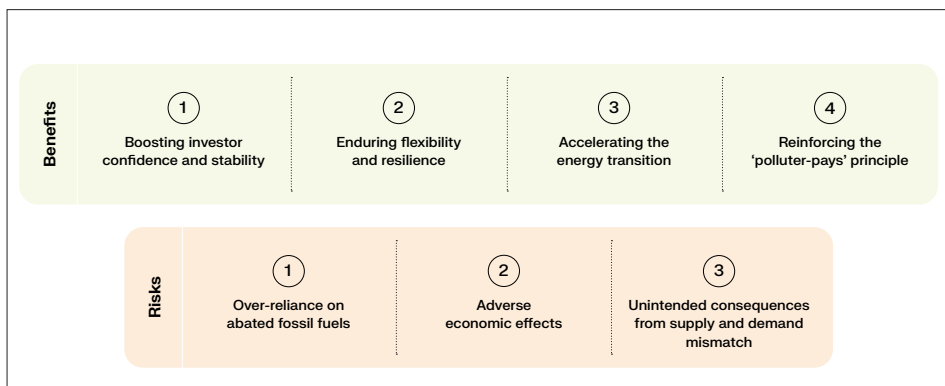 Benefits
1
Boosting investor
confidence and stability
2
Enduring flexibility
and resilience
3
Accelerating the
energy transition
4
Reinforcing the
‘polluter-pays’ principle
Risks
1
Over-reliance on
abated fossil fuels
2
Adverse
economic effects
3
Unintended consequences
from supply and demand
mismatch